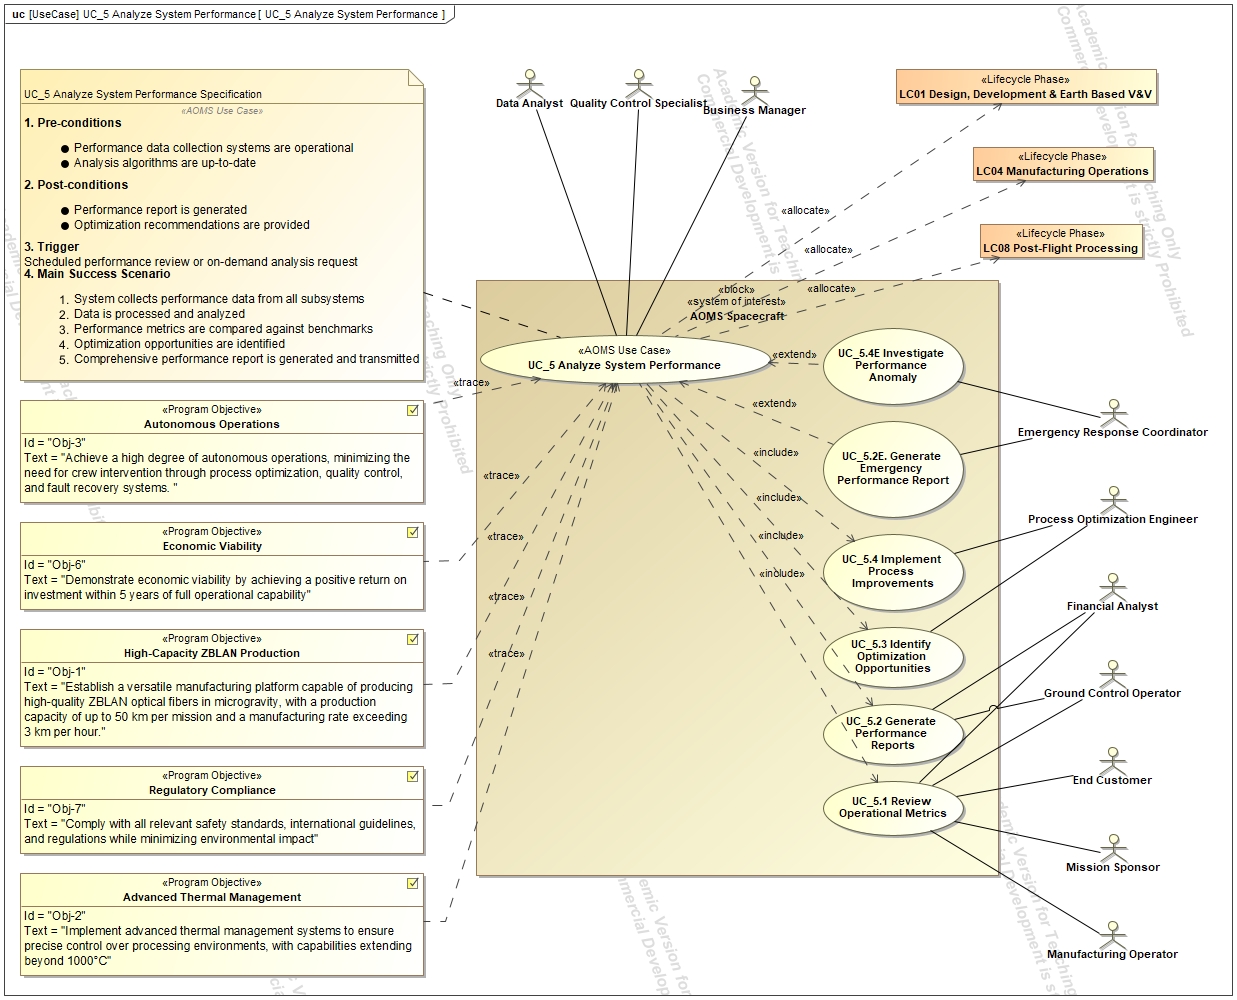 uc [UseCase] UC_5 Analyze System Performance [ UC_5 Analyze System Performance ]
UC_5 Analyze System Performance Specification
«AOMS Use Case»
1. Pre-conditions
● Performance data collection systems are operational
● Analysis algorithms are up-to-date
2. Post-conditions
● Performance report is generated
● Optimization recommendations are provided
3. Trigger
Scheduled performance review or on-demand analysis request
4. Main Success Scenario
1. System collects performance data from all subsystems
2. Data is processed and analyzed
3. Performance metrics are compared against benchmarks
4. Optimization opportunities are identified
5. Comprehensive performance report is generated and transmitted
«Program Objective»
Autonomous Operations
Id = "Obj-3"
Text = "Achieve a high degree of autonomous operations, minimizing the
need for crew intervention through process optimization, quality control,
and fault recovery systems. "
«Program Objective»
Economic Viability
Id = "Obj-6"
Text = "Demonstrate economic viability by achieving a positive return on
investment within 5 years of full operational capability"
«Program Objective»
High-Capacity ZBLAN Production
Id = "Obj-1"
Text = "Establish a versatile manufacturing platform capable of producing
high-quality ZBLAN optical fibers in microgravity, with a production
capacity of up to 50 km per mission and a manufacturing rate exceeding
3 km per hour."
«Program Objective»
Regulatory Compliance
Id = "Obj-7"
Text = "Comply with all relevant safety standards, international guidelines,
and regulations while minimizing environmental impact"
«Program Objective»
Advanced Thermal Management
Id = "Obj-2"
Text = "Implement advanced thermal management systems to ensure
precise control over processing environments, with capabilities extending
beyond 1000°C"
Data Analyst
Quality Control Specialist
Business Manager
«Lifecycle Phase»
LC01 Design, Development & Earth Based V&V
«Lifecycle Phase»
LC04 Manufacturing Operations
«Lifecycle Phase»
LC08 Post-Flight Processing
«allocate»
«allocate»
«allocate»
«block»
«system of interest»
AOMS Spacecraft
«AOMS Use Case»
UC_5 Analyze System Performance
«trace»
«trace»
«trace»
«trace»
«trace»
«extend»
«extend»
«include»
«include»
«include»
«include»
UC_5.4E Investigate
Performance
Anomaly
UC_5.2E. Generate
Emergency
Performance Report
UC_5.4 Implement
Process
Improvements
UC_5.3 Identify
Optimization
Opportunities
UC_5.2 Generate
Performance
Reports
UC_5.1 Review
Operational Metrics
Emergency Response Coordinator
Process Optimization Engineer
Financial Analyst
Ground Control Operator
End Customer
Mission Sponsor
Manufacturing Operator
Academic Version for Teaching Only
Commercial Development is strictly Prohibited